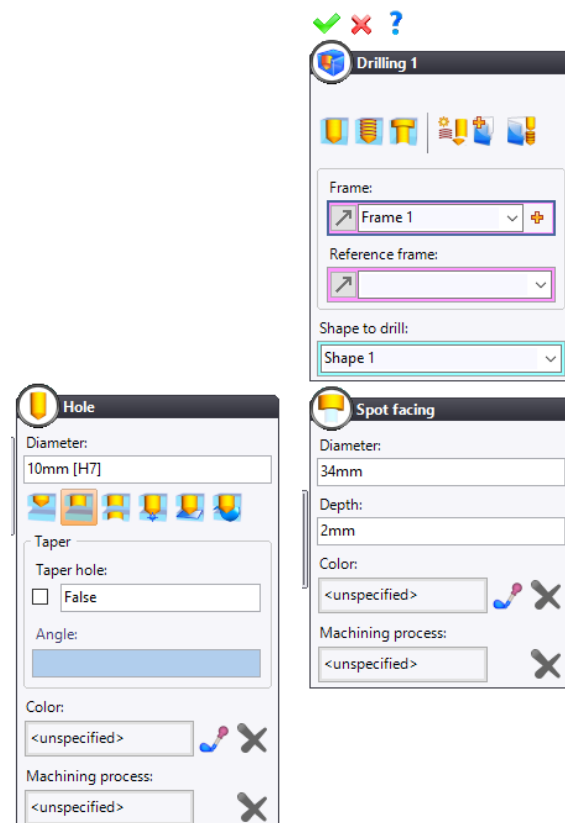 ?
Drilling 1
Frame:
Frame 1
Reference frame:
Shape to drill:
Shape 1
Hole
Diameter:
10mm [H7]
Taper
Taper hole:
False
Angle:
Color:
<unspecified>
Machining process:
<unspecified>
Spot facing
Diameter:
34mm
Depth:
2mm
Color:
<unspecified>
Machining process:
<unspecified>